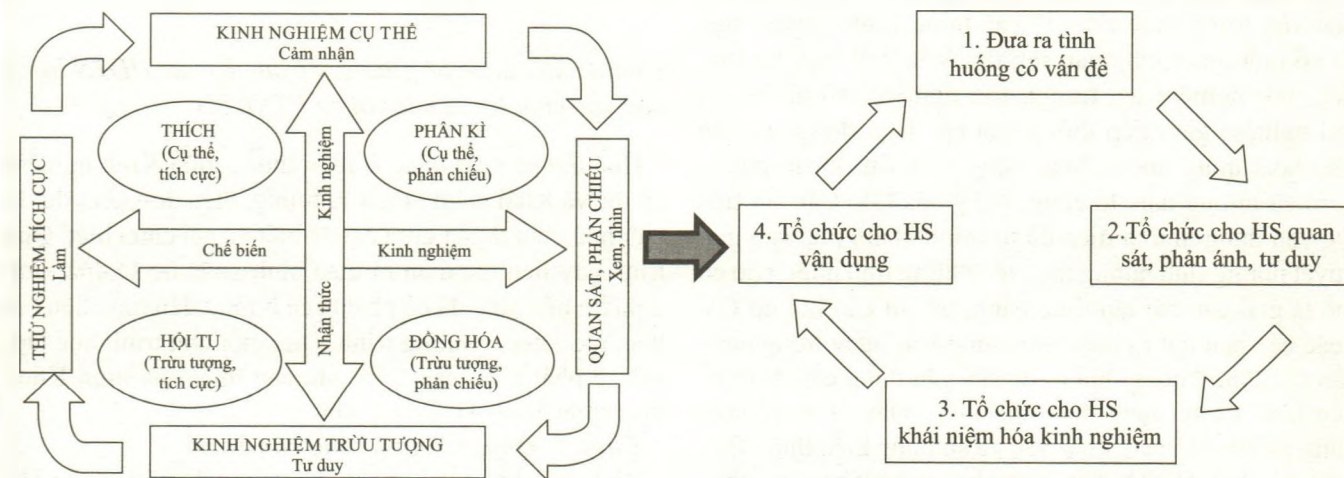 KINH NGHIỆM CỤ THỂ
Cảm nhận
THÍCH
(Cụ thể,
tích cực)
PHÂN KÌ
(Cụ thể,
phản chiếu)
THỬ NGHIỆM TÍCH CỰC
Làm
Chế biến
Kinh nghiệm
Nhận thức
Kinh nghiệm
QUAN SÁT, PHẢN CHIẾU
Xem, nhìn
HỘI TỤ
(Trừu tượng,
tích cực)
ĐỒNG HÓA
(Trừu tượng,
phản chiếu)
KINH NGHIỆM TRỪU TƯỢNG
Tư duy
1. Đưa ra tình
huống có vấn đề
2.Tổ chức cho HS quan
sát, phản ánh, tư duy
3. Tổ chức cho HS
khái niệm hóa kinh nghiệm
4. Tổ chức cho HS
vận dụng